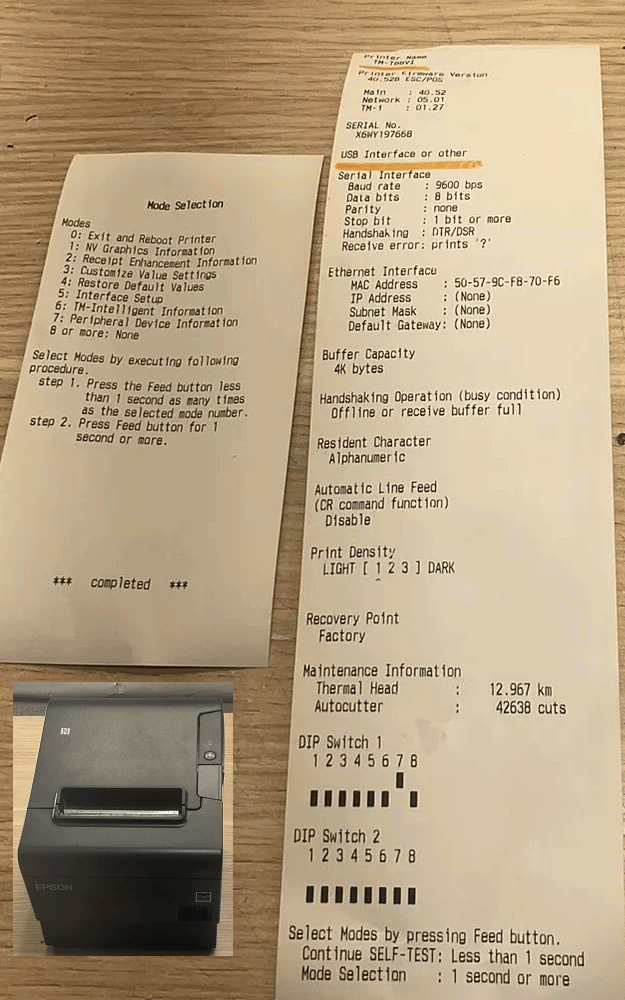 Mode Selection
Modes
0: Exit and Reboot Printer
1: NV Graphics Information
2: Receipt Enhancement Information
3: Customize Value Settings
4: Restore Default Values
5: Interface Setup
6: TM-Intelligent Information
7: Peripheral Device Information
8 or more: None
Select Modes by executing following
procedure.
step 1. Press the Feed button less
than 1 second as many times
as the selected mode number.
step 2. Press Feed button for 1
second or more.
*** completed ***
Printer Name
TM-T88VI
Printer Firmware Version
40.52B ESC/POS
Main : 40.52
Network : 05.01
TM-i : 01.27
SERIAL No.
X6WY197668
USB Interface or other
Serial Interface
Baud rate : 9600 bps
Data bits : 8 bits
Parity : none
Stop bit : 1 bit or more
Handshaking : DTR/DSR
Receive error: prints '?'
Ethernet Interface
MAC Address : 50-57-9C-F8-70-F6
IP Address : (None)
Subnet Mask : (None)
Default Gateway: (None)
Buffer Capacity
4K bytes
Handshaking Operation (busy condition)
Offline or receive buffer full
Resident Character
Alphanumeric
Automatic Line Feed
(CR command function)
Disable
Print Density
LIGHT [ 1 2 3 ] DARK
^
Recovery Point
Factory
Maintenance Information
Thermal Head : 12.967 km
Autocutter : 42638 cuts
DIP Switch 1
1 2 3 4 5 6 7 8
DIP Switch 2
1 2 3 4 5 6 7 8
Select Modes by pressing Feed button.
Continue SELF-TEST: Less than 1 second
Mode Selection : 1 second or more
EPSON